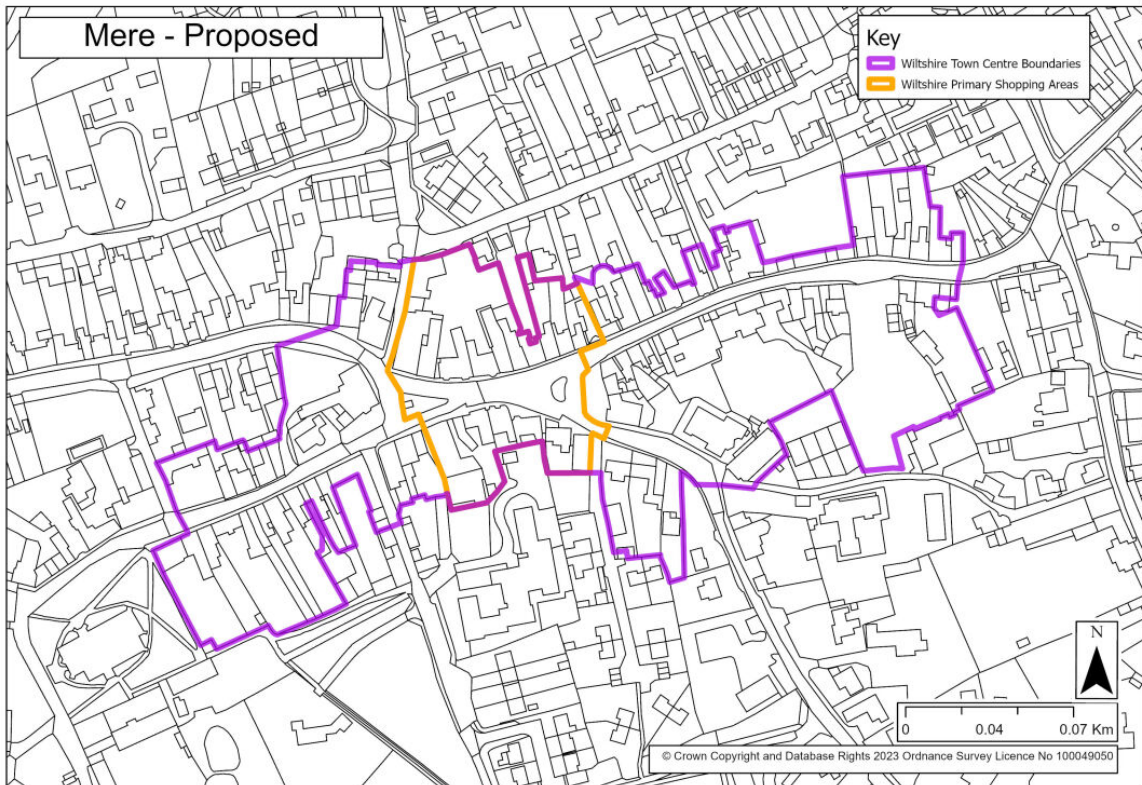 Mere - Proposed
Key
Wiltshire Town Centre Boundaries
Wiltshire Primary Shopping Areas
N
0 0.04 0.07 Km
© Crown Copyright and Database Rights 2023 Ordnance Survey Licence No 100049050